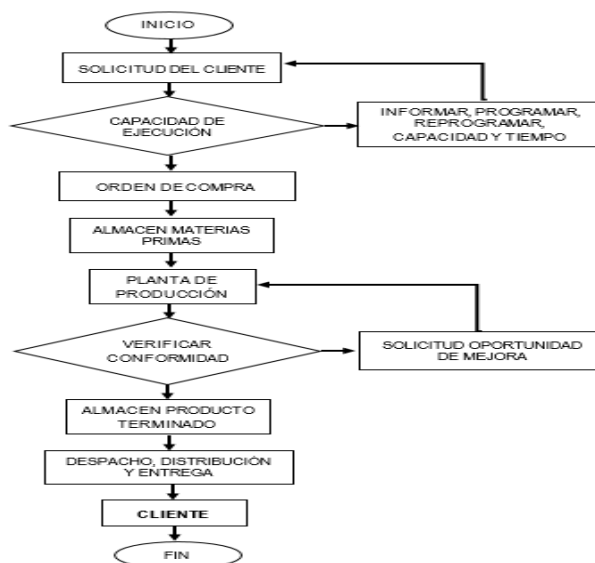 INICIO
SOLICITUD DEL CLIENTE
CAPACIDAD DE
EJECUCIÓN
INFORMAR, PROGRAMAR,
REPROGRAMAR,
CAPACIDAD Y TIEMPO
ORDEN DE COMPRA
ALMACEN MATERIAS
PRIMAS
PLANTA DE
PRODUCCIÓN
VERIFICAR
CONFORMIDAD
SOLICITUD OPORTUNIDAD
DE MEJORA
ALMACEN PRODUCTO
TERMINADO
DESPACHO, DISTRIBUCIÓN
Y ENTREGA
CLIENTE
FIN